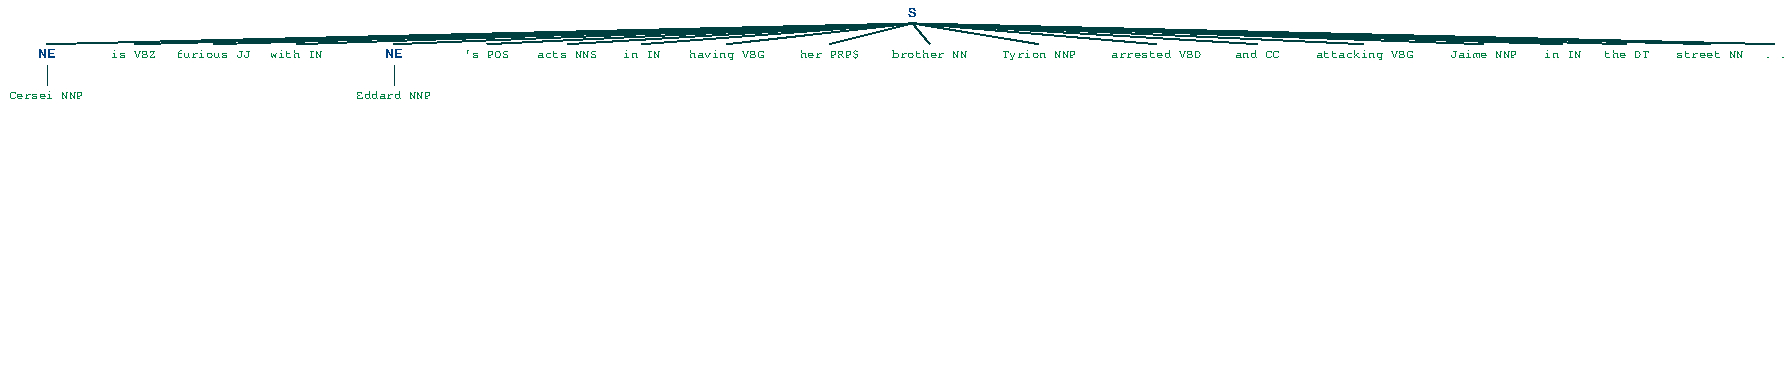 S
NE is VBZ furious JJ with IN NE 's POS acts NNS in IN having VBG her PRP$ brother NN Tyrion NNP arrested VBD and CC attacking VBG Jaime NNP in IN the DT street NN . .
Cersei NNP Eddard NNP